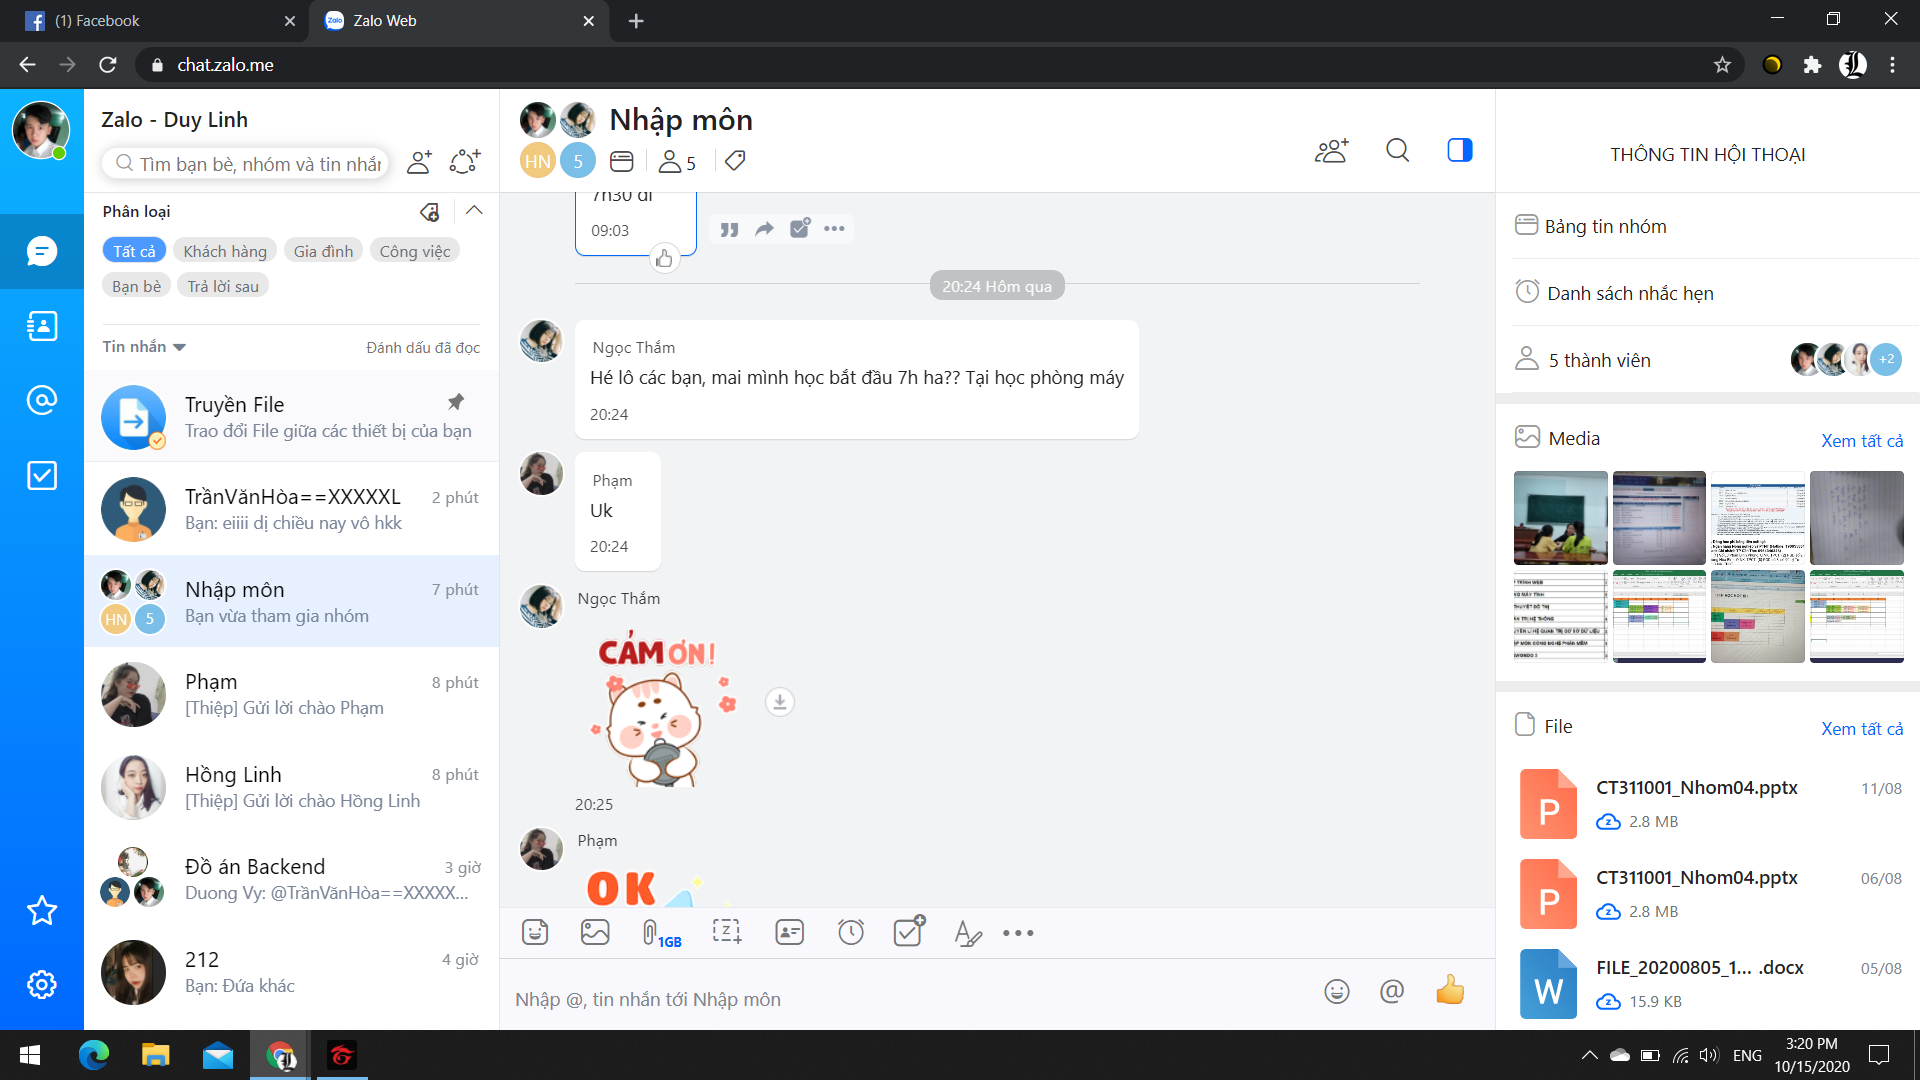 (1) Facebook
Zalo Web
chat.zalo.me
Zalo - Duy Linh
Tìm bạn bè, nhóm và tin nhắn
Phân loại
Tất cả
Khách hàng
Gia đình
Công việc
Bạn bè
Trả lời sau
Tin nhắn
Đánh dấu đã đọc
Truyền File
Trao đổi File giữa các thiết bị của bạn
TrầnVănHòa==XXXXXL
2 phút
Bạn: eiiii dị chiều nay vô hkk
Nhập môn
7 phút
HN
5
Bạn vừa tham gia nhóm
Phạm
8 phút
[Thiệp] Gửi lời chào Phạm
Hồng Linh
8 phút
[Thiệp] Gửi lời chào Hồng Linh
Đồ án Backend
3 giờ
Duong Vy: @TrầnVănHòa==XXXXX...
212
4 giờ
Bạn: Đứa khác
Nhập môn
HN
5
5
7h30 đi
09:03
20:24 Hôm qua
Ngọc Thắm
Hé lô các bạn, mai mình học bắt đầu 7h ha?? Tại học phòng máy
20:24
Phạm
Uk
20:24
Ngọc Thắm
CẢM ƠN!
20:25
Phạm
OK
1GB
Nhập @, tin nhắn tới Nhập môn
THÔNG TIN HỘI THOẠI
Bảng tin nhóm
Danh sách nhắc hẹn
5 thành viên
+2
Media
Xem tất cả
File
Xem tất cả
P
CT311001_Nhom04.pptx
11/08
2.8 MB
P
CT311001_Nhom04.pptx
06/08
2.8 MB
W
FILE_20200805_1... .docx
05/08
15.9 KB
ENG
3:20 PM
10/15/2020